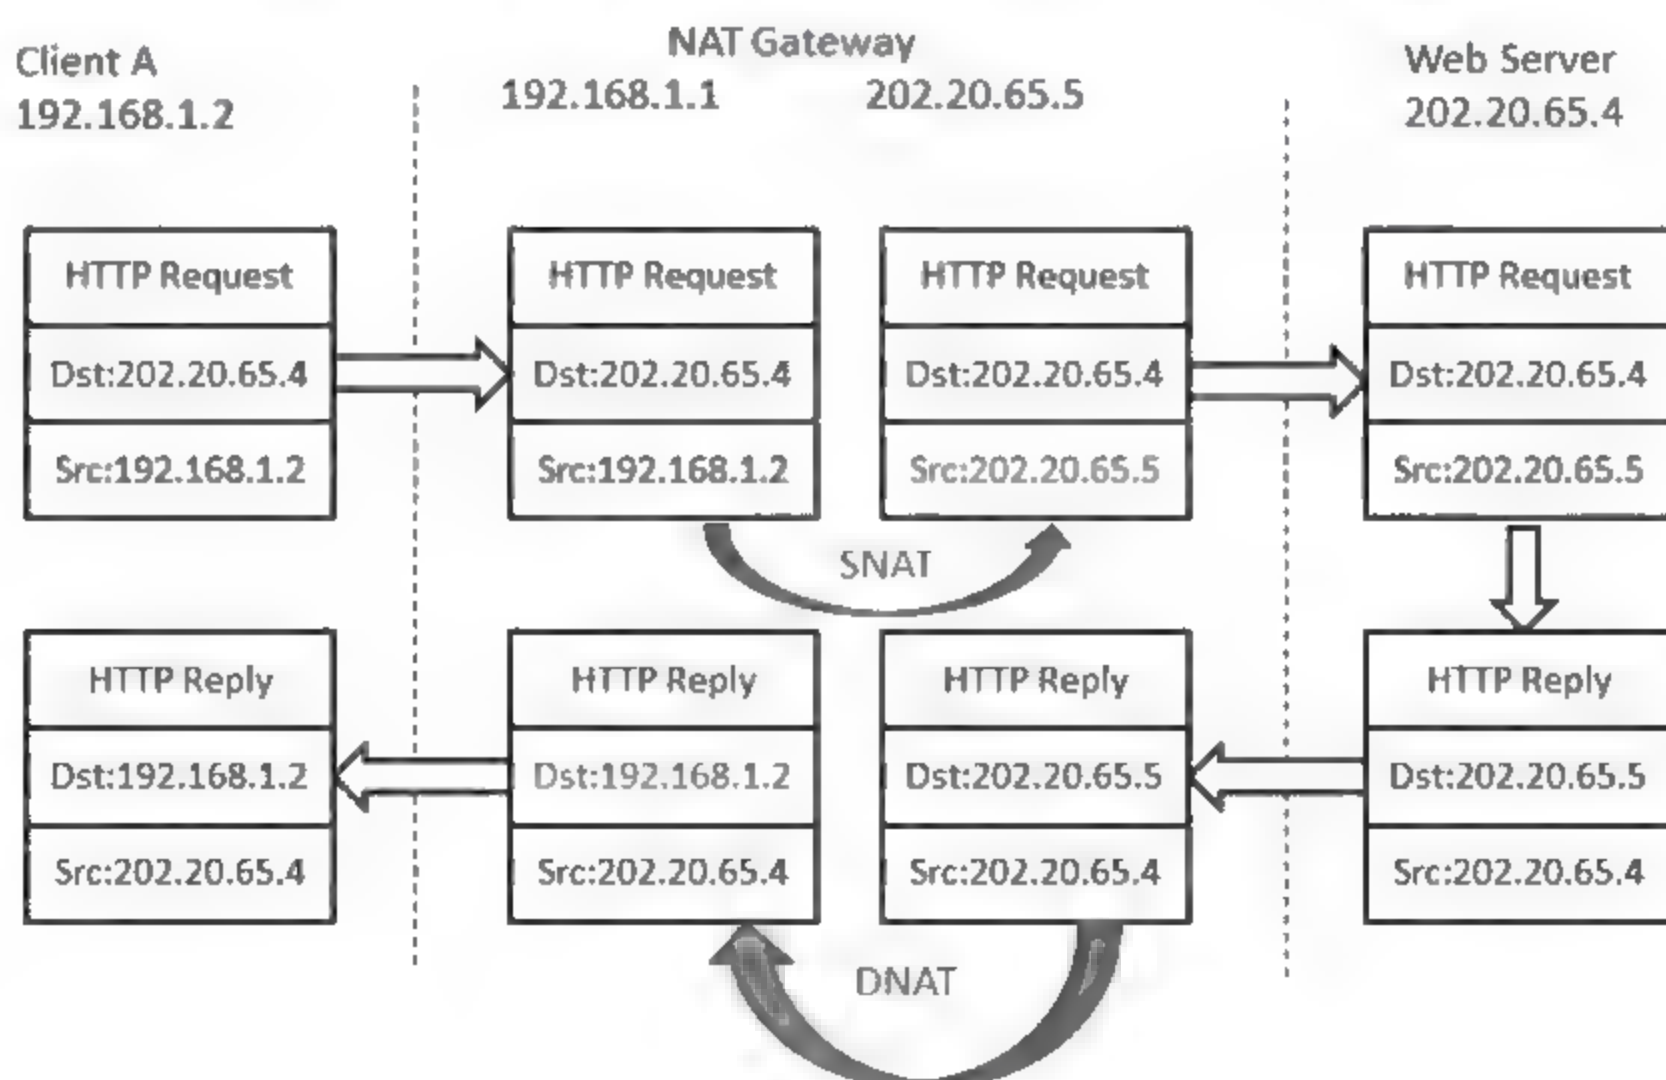 Client A
192.168.1.2
NAT Gateway
192.168.1.1
202.20.65.5
Web Server
202.20.65.4
HTTP Request
Dst:202.20.65.4
Src:192.168.1.2
HTTP Request
Dst:202.20.65.4
Src:192.168.1.2
HTTP Request
Dst:202.20.65.4
Src:202.20.65.5
HTTP Request
Dst:202.20.65.4
Src:202.20.65.5
SNAT
HTTP Reply
Dst:192.168.1.2
Src:202.20.65.4
HTTP Reply
Dst:192.168.1.2
Src:202.20.65.4
HTTP Reply
Dst:202.20.65.5
Src:202.20.65.4
HTTP Reply
Dst:202.20.65.5
Src:202.20.65.4
DNAT